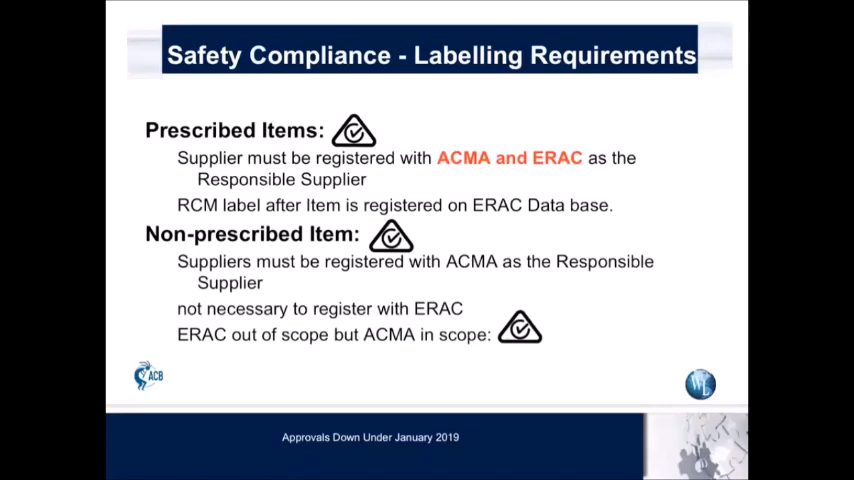 Safety Compliance - Labelling Requirements
Prescribed Items:
Supplier must be registered with ACMA and ERAC as the
Responsible Supplier
RCM label after Item is registered on ERAC Data base.
Non-prescribed Item:
Suppliers must be registered with ACMA as the Responsible
Supplier
not necessary to register with ERAC
ERAC out of scope but ACMA in scope:
ACB
WL
Approvals Down Under January 2019